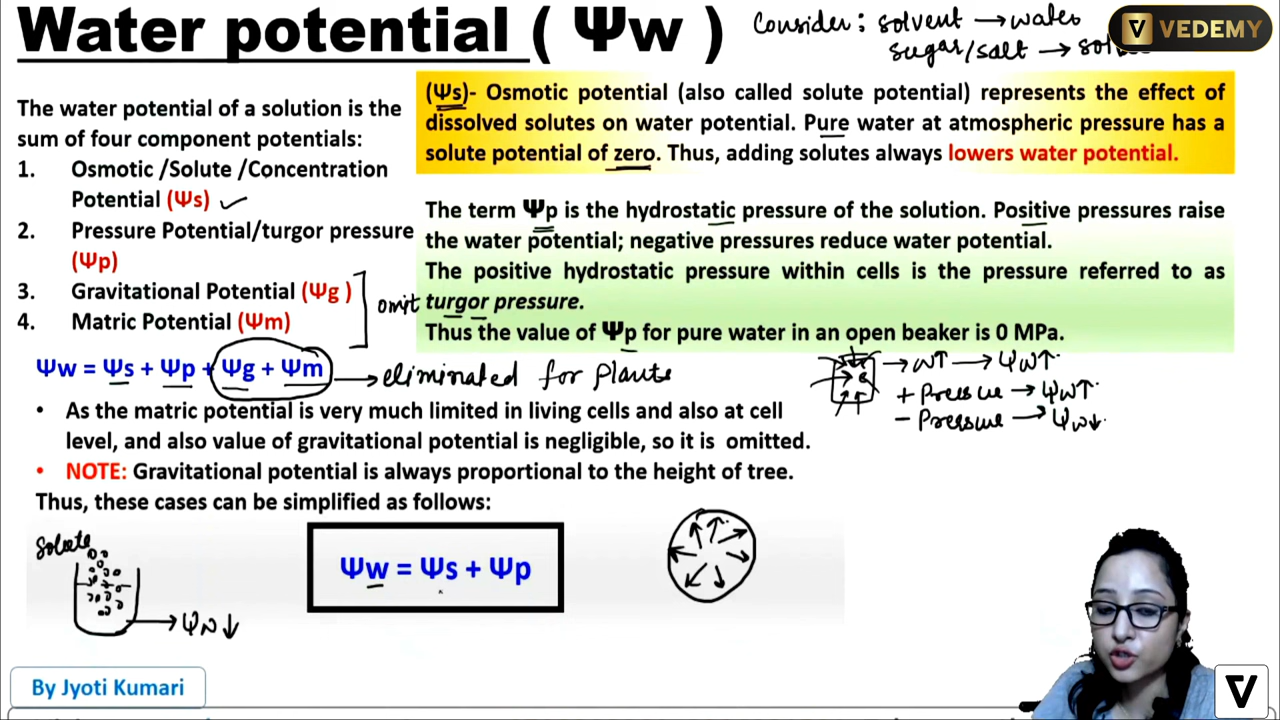 Water potential ( Ψw )
Consider: solvent → water
sugar/salt →
VEDEMY
The water potential of a solution is the
sum of four component potentials:
1. Osmotic /Solute /Concentration
Potential (Ψs) ✓
2. Pressure Potential/turgor pressure
(Ψp)
3. Gravitational Potential (Ψg )
4. Matric Potential (Ψm)
omit
Ψw = Ψs + Ψp + Ψg + Ψm → eliminated for plants
(Ψs)- Osmotic potential (also called solute potential) represents the effect of
dissolved solutes on water potential. Pure water at atmospheric pressure has a
solute potential of zero. Thus, adding solutes always lowers water potential.
The term Ψp is the hydrostatic pressure of the solution. Positive pressures raise
the water potential; negative pressures reduce water potential.
The positive hydrostatic pressure within cells is the pressure referred to as
turgor pressure.
Thus the value of Ψp for pure water in an open beaker is 0 MPa.
→ WT → ΨW↑
+ Pressure → ΨW↑
- Pressure → ΨW↓
• As the matric potential is very much limited in living cells and also at cell
level, and also value of gravitational potential is negligible, so it is omitted.
• NOTE: Gravitational potential is always proportional to the height of tree.
Thus, these cases can be simplified as follows:
Solute
→ ΨW ↓
Ψw = Ψs + Ψp
By Jyoti Kumari